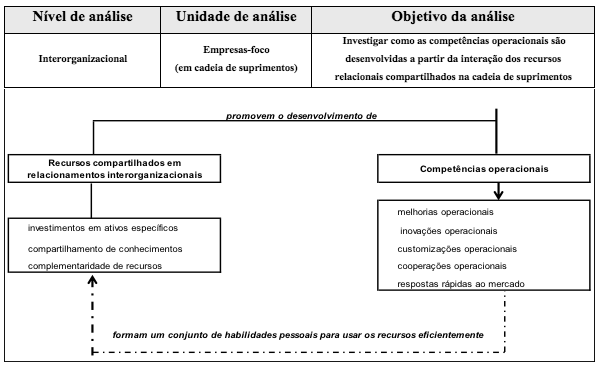 Nível de análise
Unidade de análise
Objetivo da análise
Interorganizacional
Empresas-foco
(em cadeia de suprimentos)
Investigar como as competências operacionais são
desenvolvidas a partir da interação dos recursos
relacionais compartilhados na cadeia de suprimentos
promovem o desenvolvimento de
Recursos compartilhados em
relacionamentos interorganizacionais
Competências operacionais
investimentos em ativos específicos
compartilhamento de conhecimentos
complementaridade de recursos
melhorias operacionais
inovações operacionais
customizações operacionais
cooperações operacionais
respostas rápidas ao mercado
formam um conjunto de habilidades pessoais para usar os recursos eficientemente